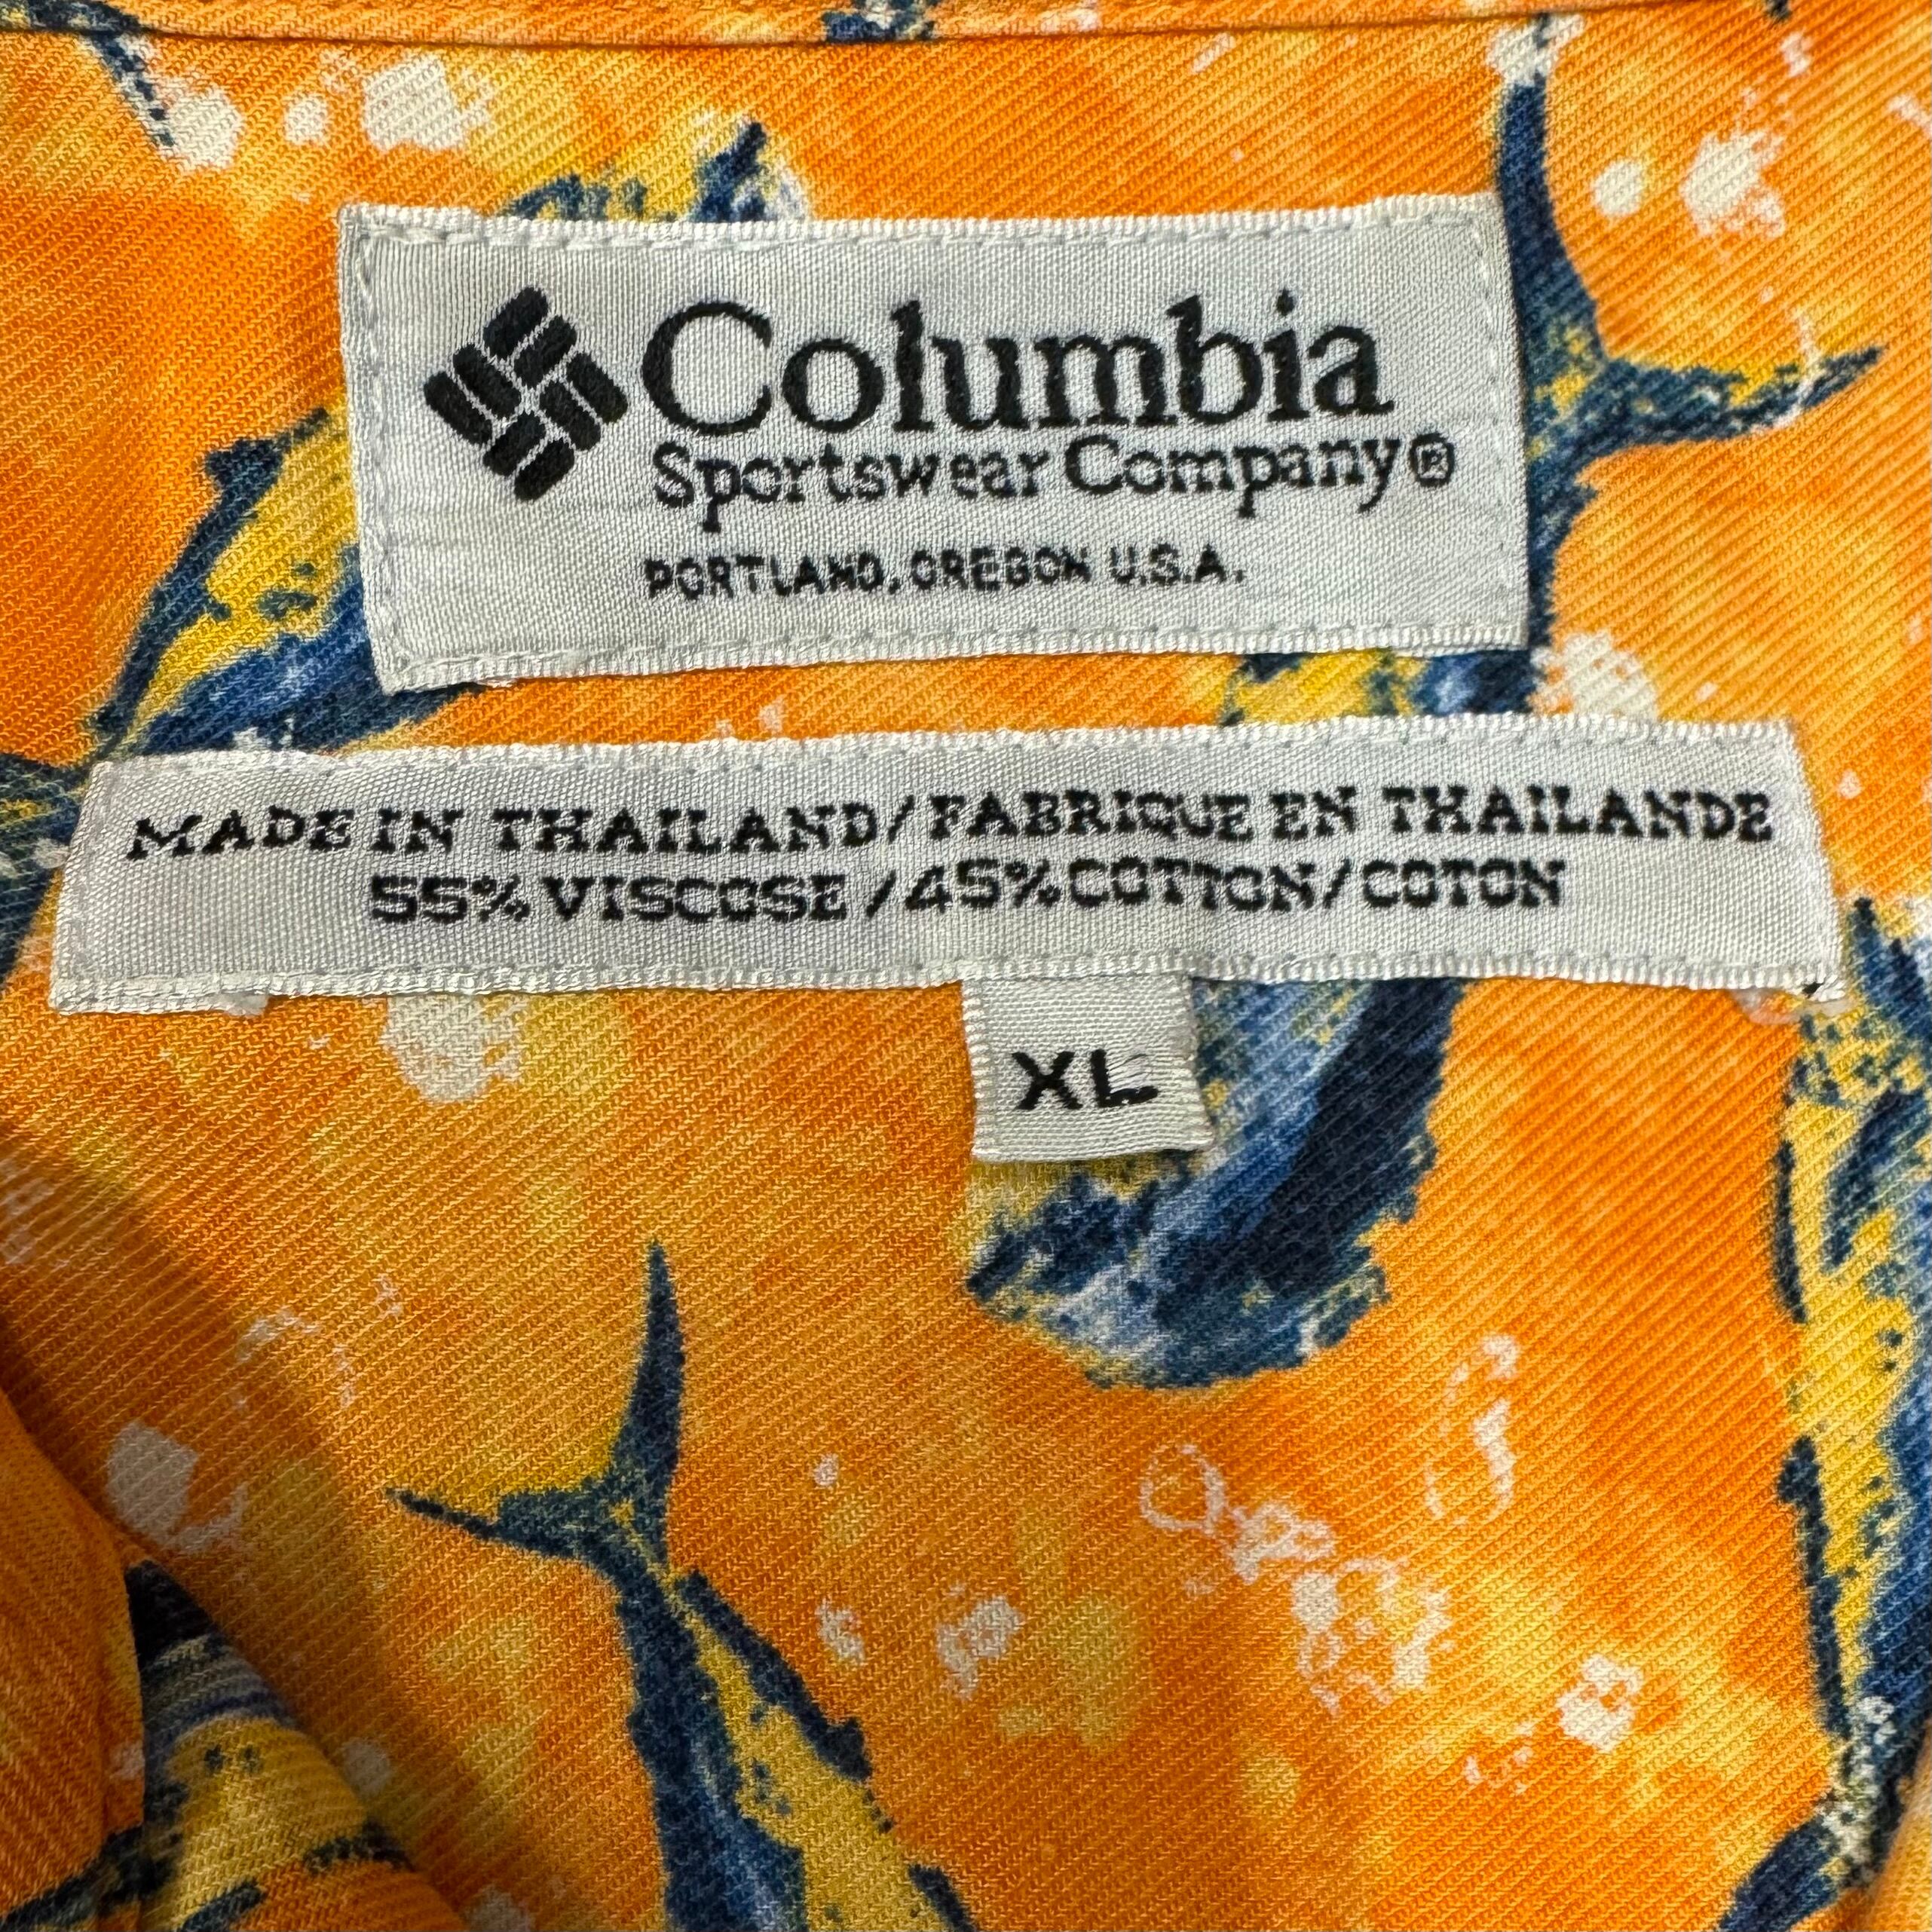 Columbia
Sportswear Company®
PORTLAND, OREGON U.S.A.
MADE IN THAILAND/FABRIQUE EN THAILANDE
55% VISCOSE /45% COTTON/COTON
XL